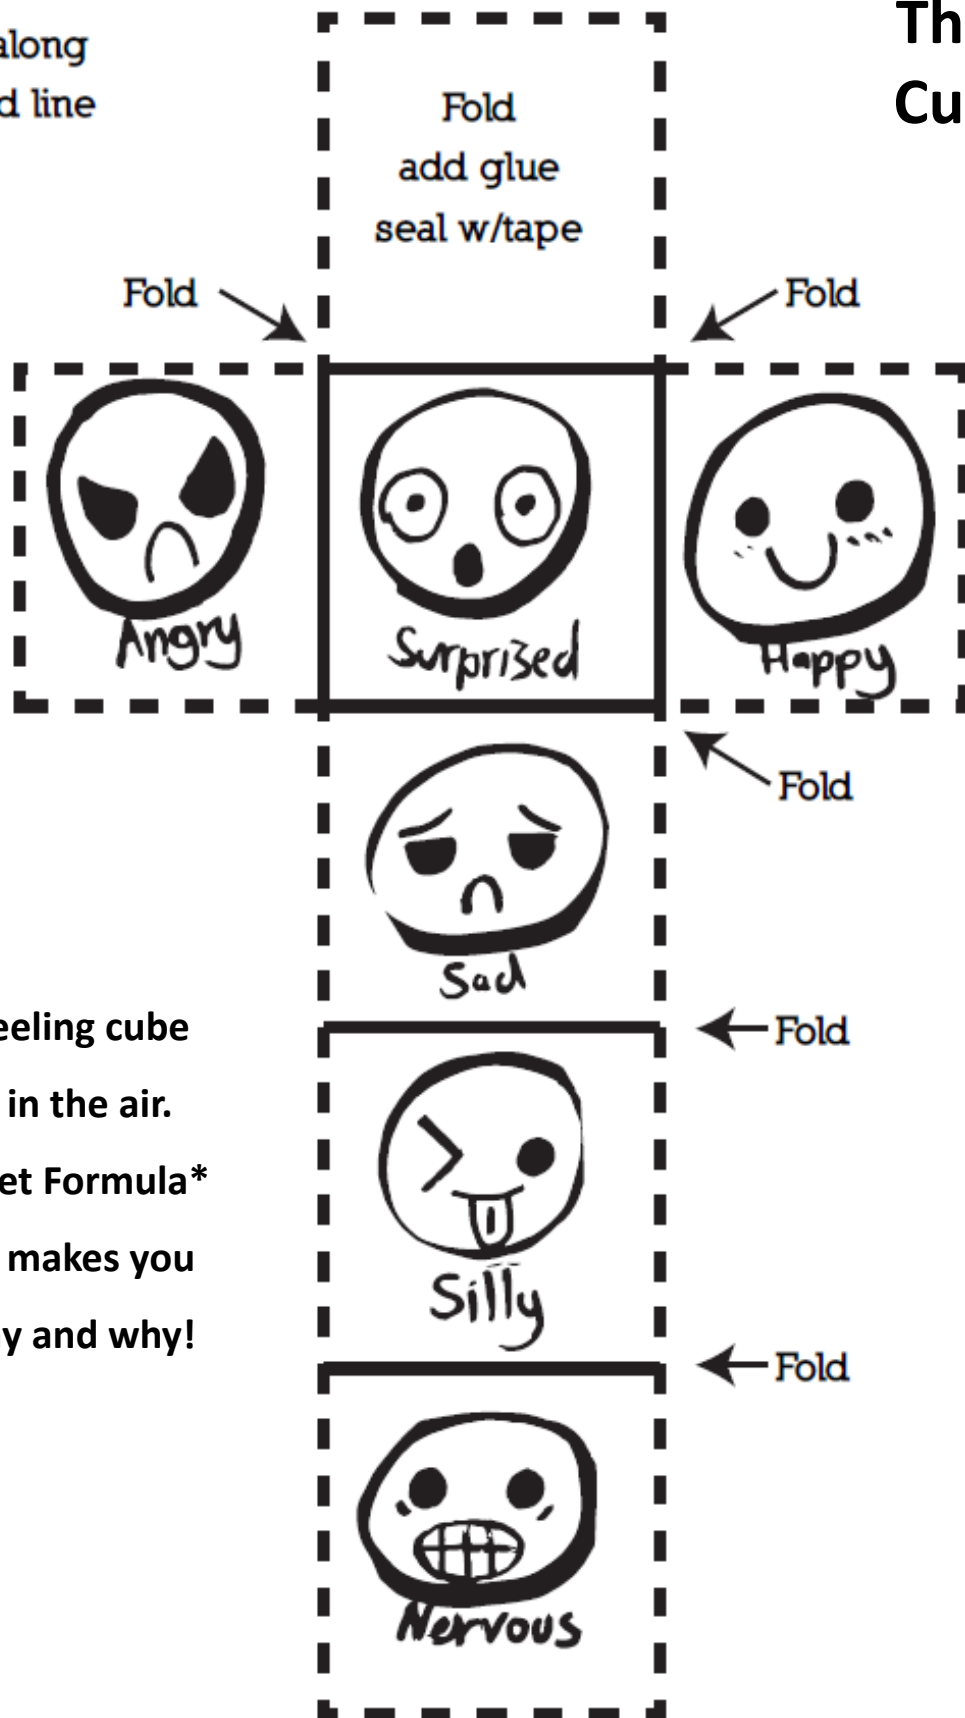 along
d line
Th
Cu
Fold
add glue
seal w/tape
Fold
Fold
Angry
Surprised
Happy
Fold
Sad
eeling cube
in the air.
et Formula*
makes you
y and why!
Fold
Silly
Fold
Nervous